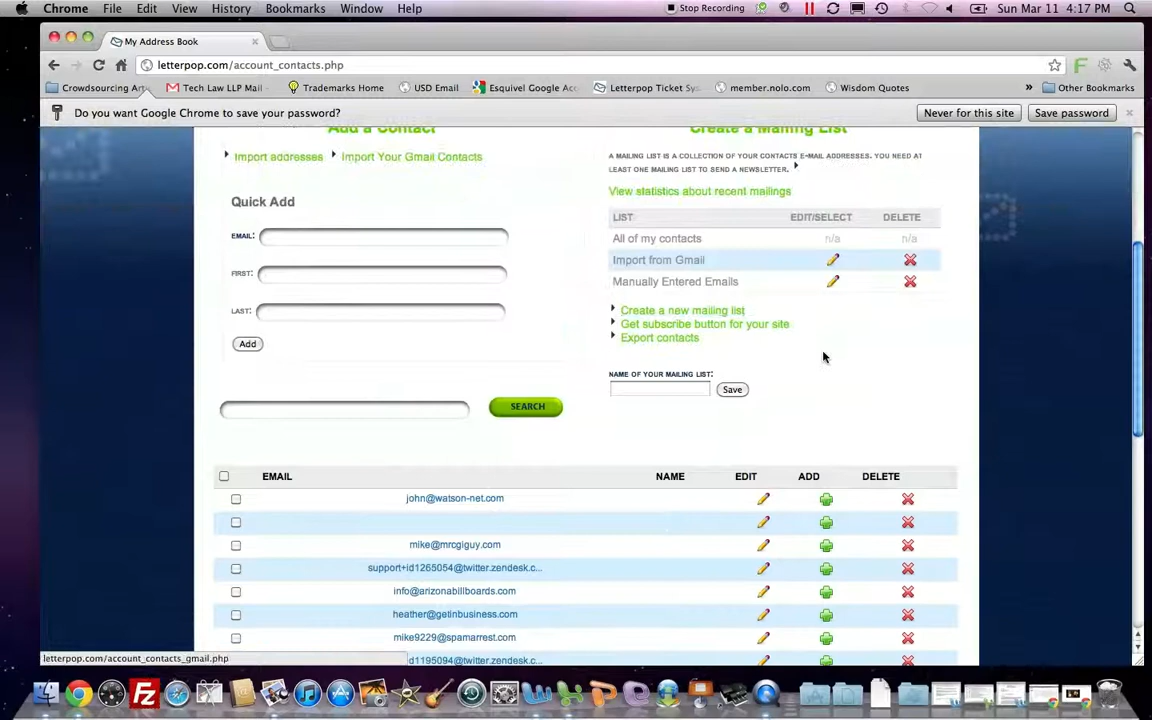 Chrome File Edit View History Bookmarks Window Help Stop Recording Sun Mar 11 4:17 PM
My Address Book
letterpop.com/account_contacts.php
Crowdsourcing Art Tech Law LLP Mail Trademarks Home USD Email Esquivel Google Acc Letterpop Ticket Sy member.nolo.com Wisdom Quotes » Other Bookmarks
Do you want Google Chrome to save your password? Never for this site Save password
Add a Contact Create a Mailing List
Import addresses Import Your Gmail Contacts
A MAILING LIST IS A COLLECTION OF YOUR CONTACTS E-MAIL ADDRESSES. YOU NEED AT
LEAST ONE MAILING LIST TO SEND A NEWSLETTER.
View statistics about recent mailings
Quick Add
LIST EDIT/SELECT DELETE
EMAIL:
All of my contacts n/a n/a
Import from Gmail
FIRST:
Manually Entered Emails
LAST:
Create a new mailing list
Get subscribe button for your site
Export contacts
Add
NAME OF YOUR MAILING LIST:
Save
SEARCH
EMAIL NAME EDIT ADD DELETE
john@watson-net.com
mike@mrcgiguy.com
support+id1265054@twitter.zendesk.c...
info@arizonabillboards.com
heather@getinbusiness.com
mike9229@spamarrest.com
d1195094@twitter.zendesk.c...
letterpop.com/account_contacts_gmail.php